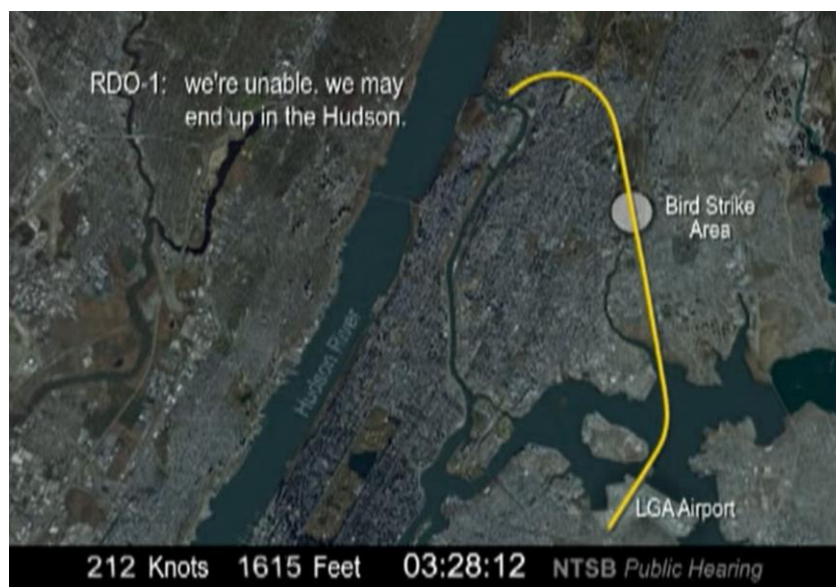 RDO-1: we're unable. we may
end up in the Hudson.
Bird Strike
Area
Hudson River
LGA Airport
212 Knots 1615 Feet 03:28:12 NTSB Public Hearing